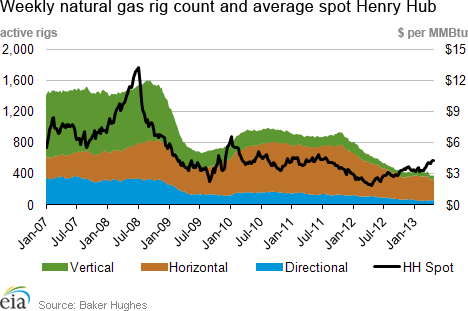 Weekly natural gas rig count and average spot Henry Hub
active rigs $ per MMBtu
2,000 $15
1,600 $12
1,200 $9
800 $6
400 $3
0 $0
Jan-07 Jul-07 Jan-08 Jul-08 Jan-09 Jul-09 Jan-10 Jul-10 Jan-11 Jul-11 Jan-12 Jul-12 Jan-13
Vertical Horizontal Directional HH Spot
eia Source: Baker Hughes